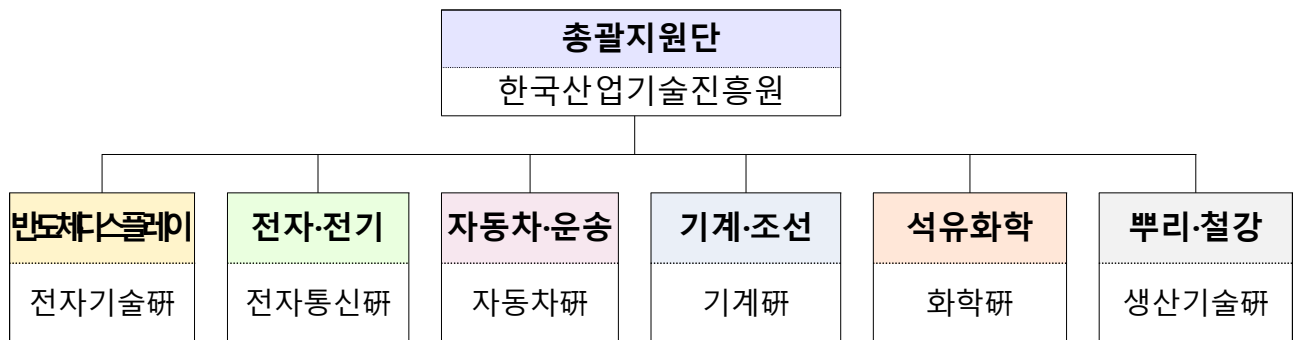 총괄지원단
한국산업기술진흥원
반도체디스플레이
전자·전기
자동차·운송
기계·조선
석유화학
뿌리·철강
전자기술硏
전자통신硏
자동차硏
기계硏
화학硏
생산기술硏